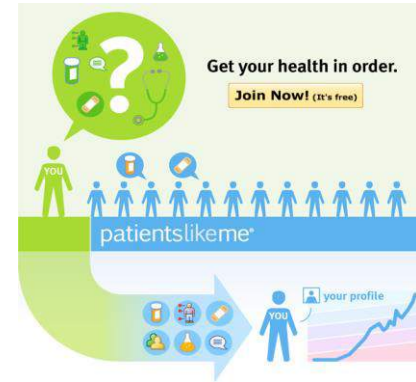 ?
Get your health in order.
Join Now! (It's free)
YOU
patientslikeme®
your profile
YOU